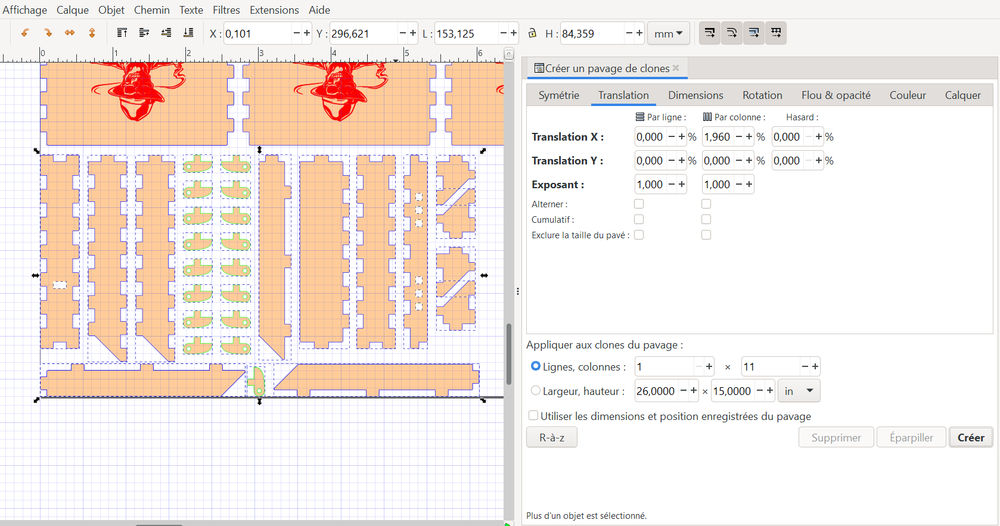 Affichage Calque Objet Chemin Texte Filtres Extensions Aide
X : 0,101 Y : 296,621 L : 153,125 H : 84,359 mm
0 1 2 3 4 5 6
Créer un pavage de clones
Symétrie Translation Dimensions Rotation Flou & opacité Couleur Calquer
Par ligne : Par colonne : Hasard :
Translation X : 0,000 % 1,960 % 0,000 %
Translation Y : 0,000 % 0,000 % 0,000 %
Exposant : 1,000 1,000
Alterner :
Cumulatif :
Exclure la taille du pavé :
Appliquer aux clones du pavage :
Lignes, colonnes : 1 × 11
Largeur, hauteur : 26,0000 × 15,0000 in
Utiliser les dimensions et position enregistrées du pavage
R-à-z Supprimer Éparpiller Créer
Plus d'un objet est sélectionné.